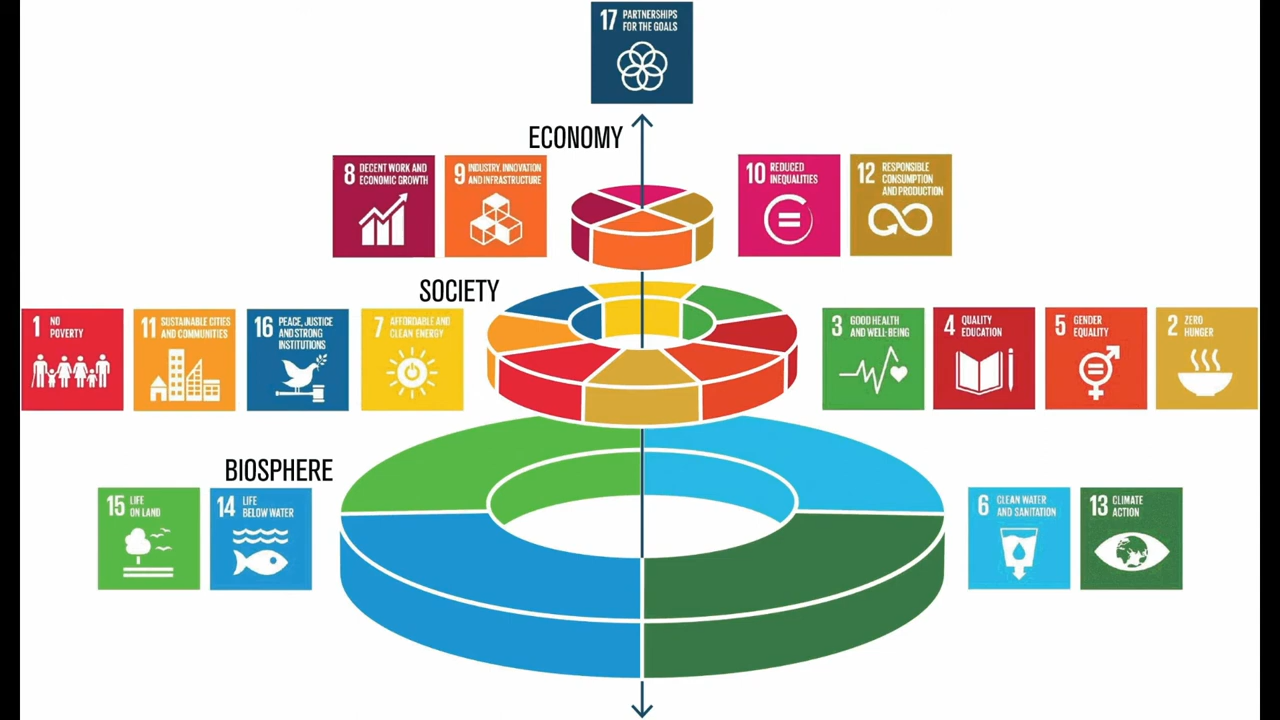 17 PARTNERSHIPS
FOR THE GOALS
ECONOMY
8 DECENT WORK AND
ECONOMIC GROWTH
9 INDUSTRY, INNOVATION
AND INFRASTRUCTURE
10 REDUCED
INEQUALITIES
12 RESPONSIBLE
CONSUMPTION
AND PRODUCTION
SOCIETY
1 NO
POVERTY
11 SUSTAINABLE CITIES
AND COMMUNITIES
16 PEACE, JUSTICE
AND STRONG
INSTITUTIONS
7 AFFORDABLE AND
CLEAN ENERGY
3 GOOD HEALTH
AND WELL-BEING
4 QUALITY
EDUCATION
5 GENDER
EQUALITY
2 ZERO
HUNGER
BIOSPHERE
15 LIFE
ON LAND
14 LIFE
BELOW WATER
6 CLEAN WATER
AND SANITATION
13 CLIMATE
ACTION